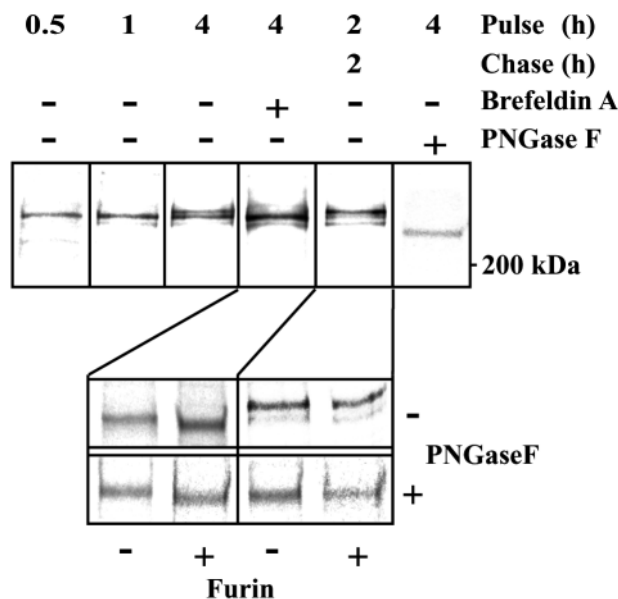 0.5 1 4 4 2 4 Pulse (h)
2 Chase (h)
- - - + - - Brefeldin A
- - - - - + PNGase F
200 kDa
-
PNGaseF
+
- + - +
Furin